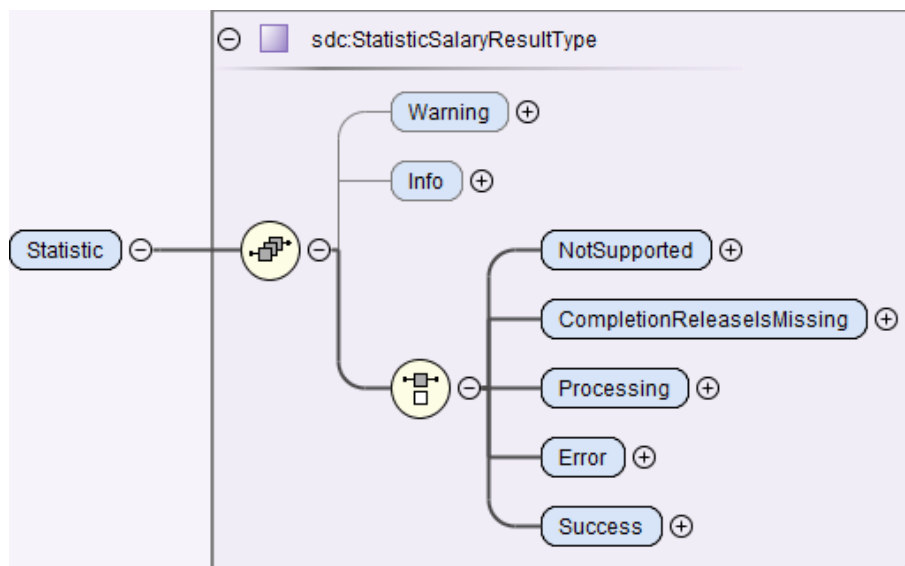 sdc:StatisticSalaryResultType
Warning
Info
Statistic
NotSupported
CompletionReleaseIsMissing
Processing
Error
Success